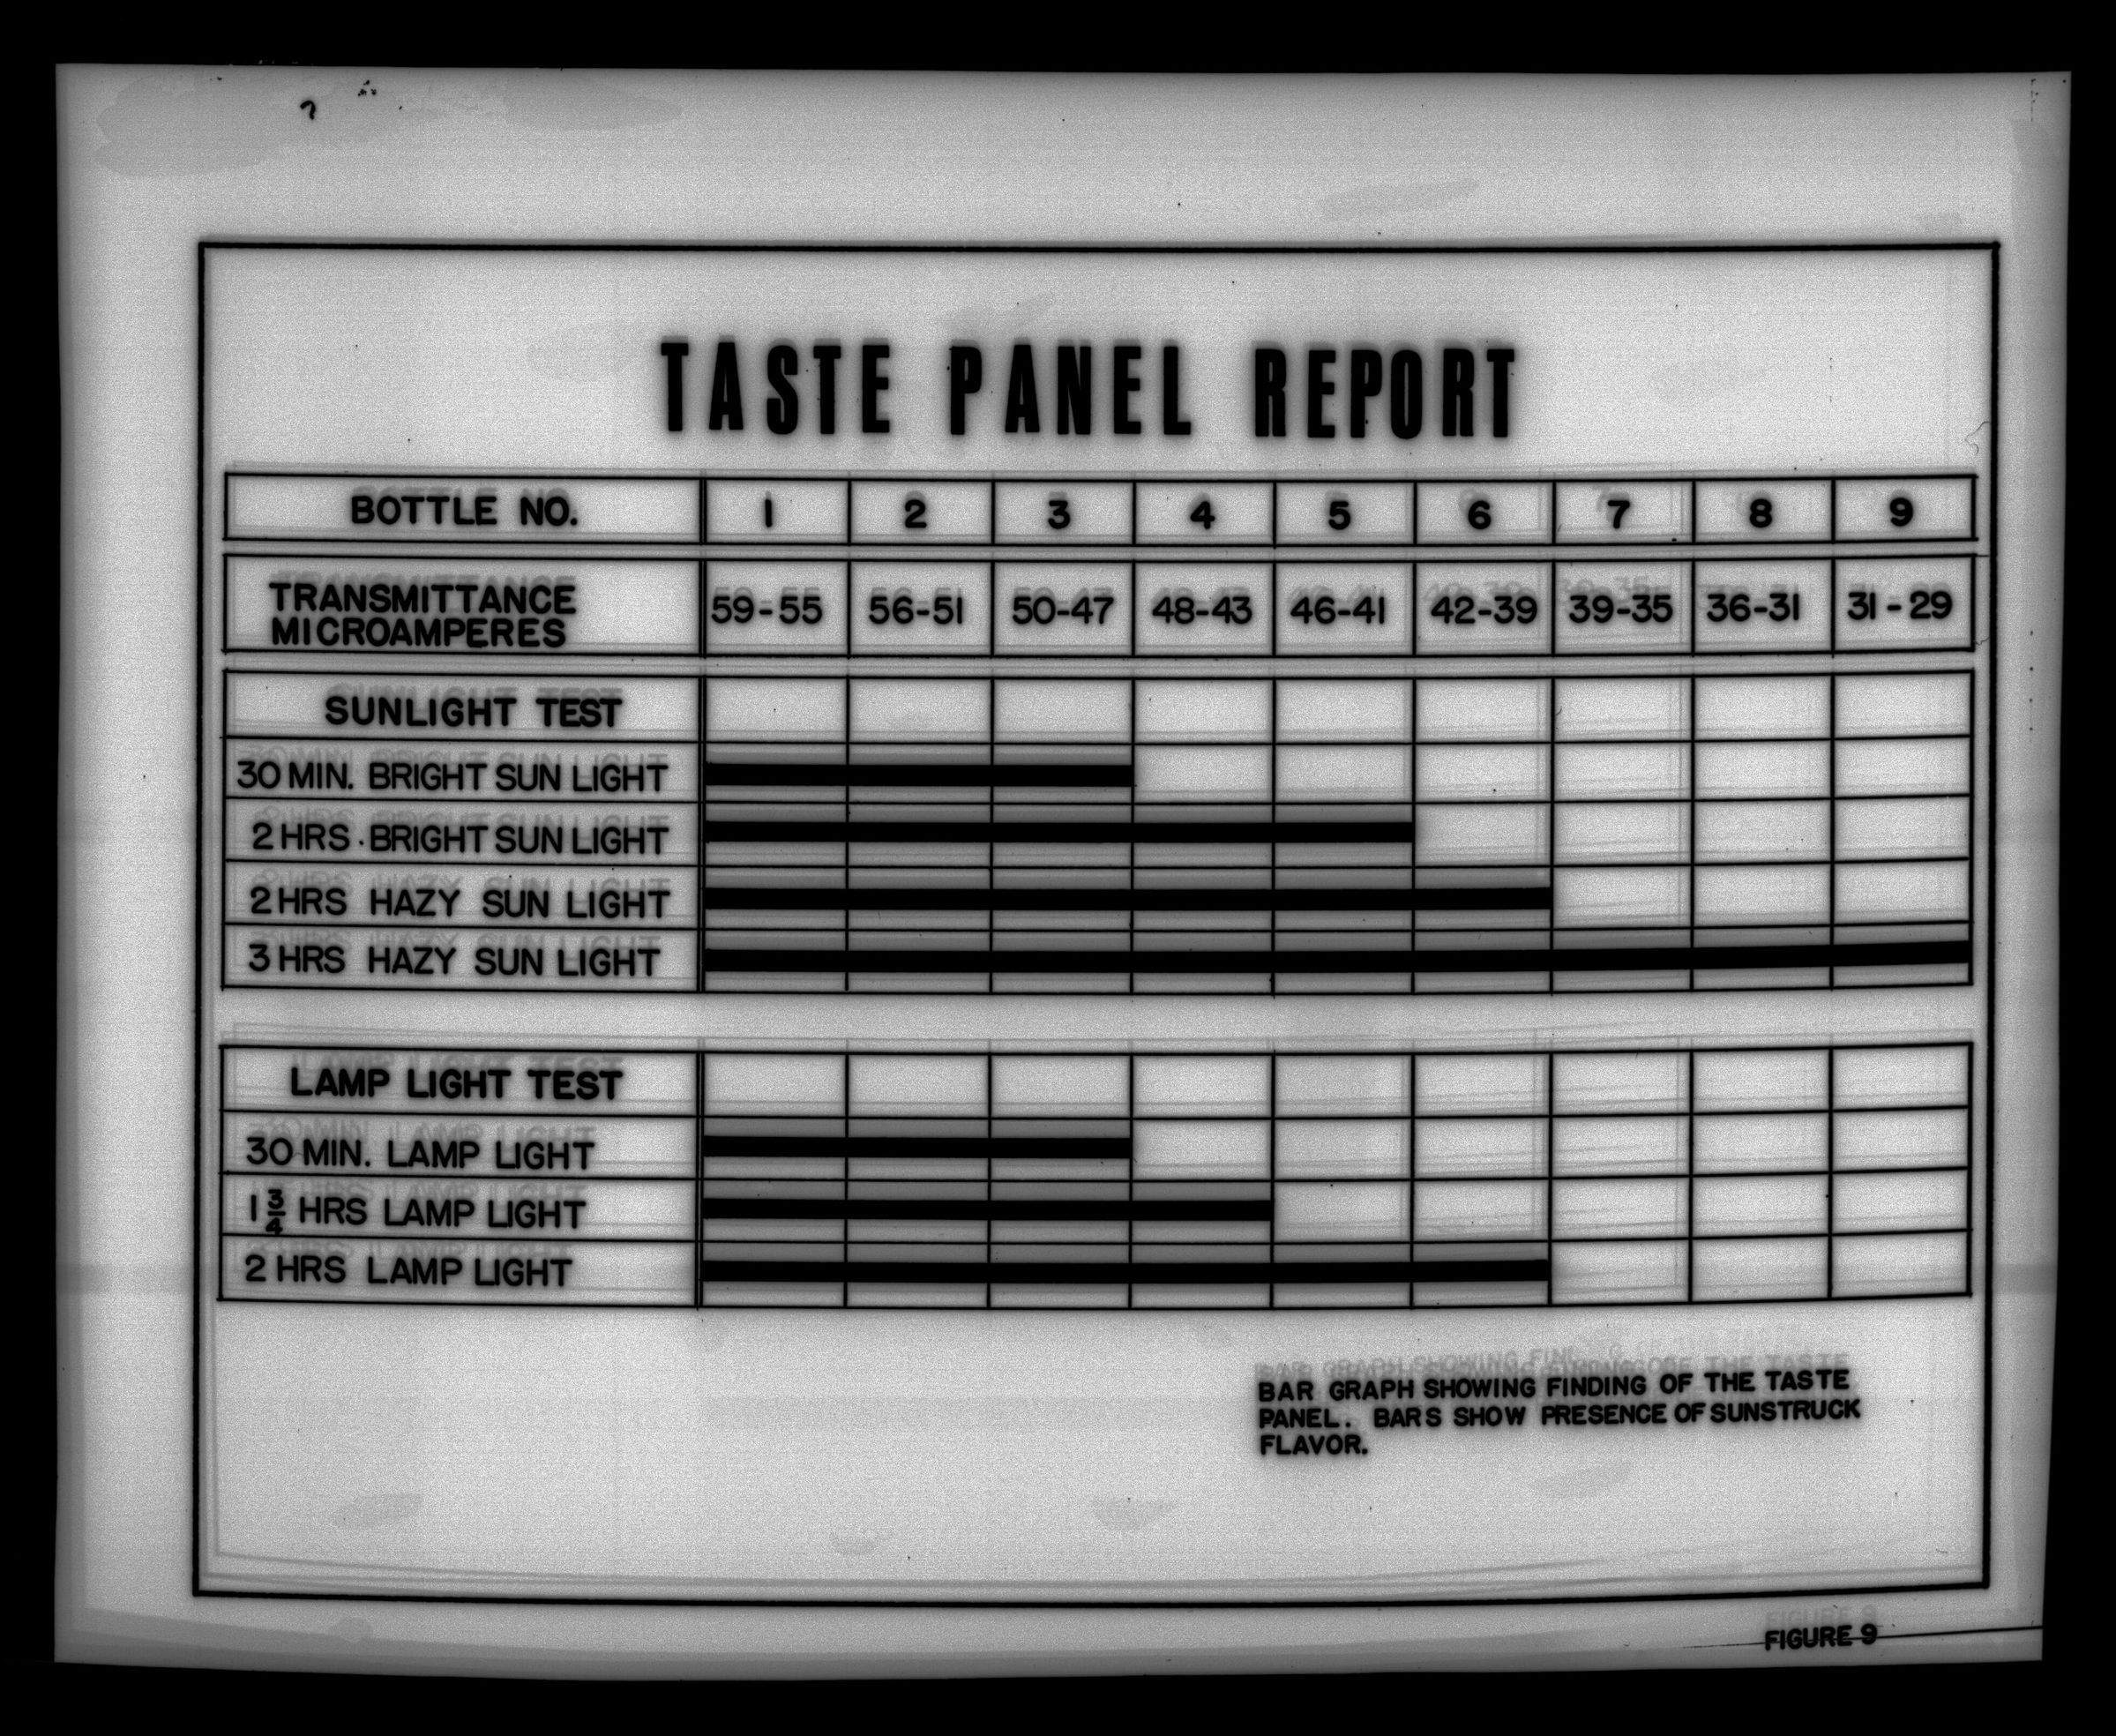 ?
TASTE PANEL REPORT
BOTTLE NO. 1 2 3 4 5 6 7 8 9
TRANSMITTANCE
MICROAMPERES 59-55 56-51 50-47 48-43 46-41 42-39 39-35 36-31 31-29
SUNLIGHT TEST
30 MIN. BRIGHT SUN LIGHT
2 HRS. BRIGHT SUN LIGHT
2 HRS HAZY SUN LIGHT
3 HRS HAZY SUN LIGHT
LAMP LIGHT TEST
30 MIN. LAMP LIGHT
1 3/4 HRS LAMP LIGHT
2 HRS LAMP LIGHT
BAR GRAPH SHOWING FINDING OF THE TASTE
PANEL. BARS SHOW PRESENCE OF SUNSTRUCK
FLAVOR.
FIGURE 9